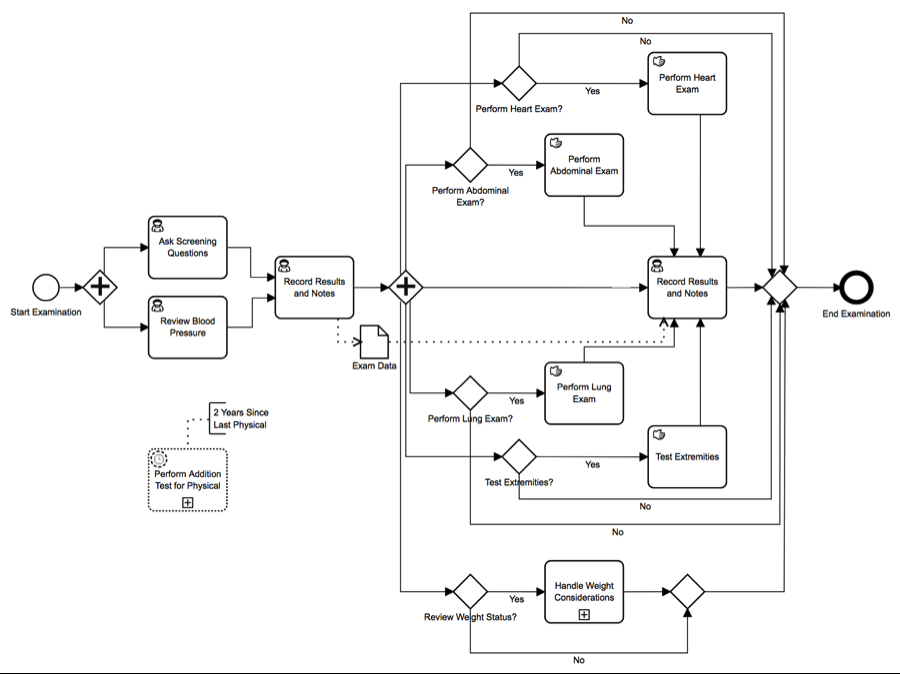 No
No
Perform Heart
Exam
Yes
Perform Heart Exam?
Perform
Abdominal Exam
Yes
Perform Abdominal
Exam?
Ask Screening
Questions
Record Results
and Notes
Record Results
and Notes
Start Examination
End Examination
Review Blood
Pressure
Exam Data
Perform Lung
Exam
Yes
Perform Lung Exam?
2 Years Since
Last Physical
Test Extremities
Yes
Perform Addition
Test for Physical
Test Extremities?
No
No
Handle Weight
Considerations
Yes
Review Weight Status?
No